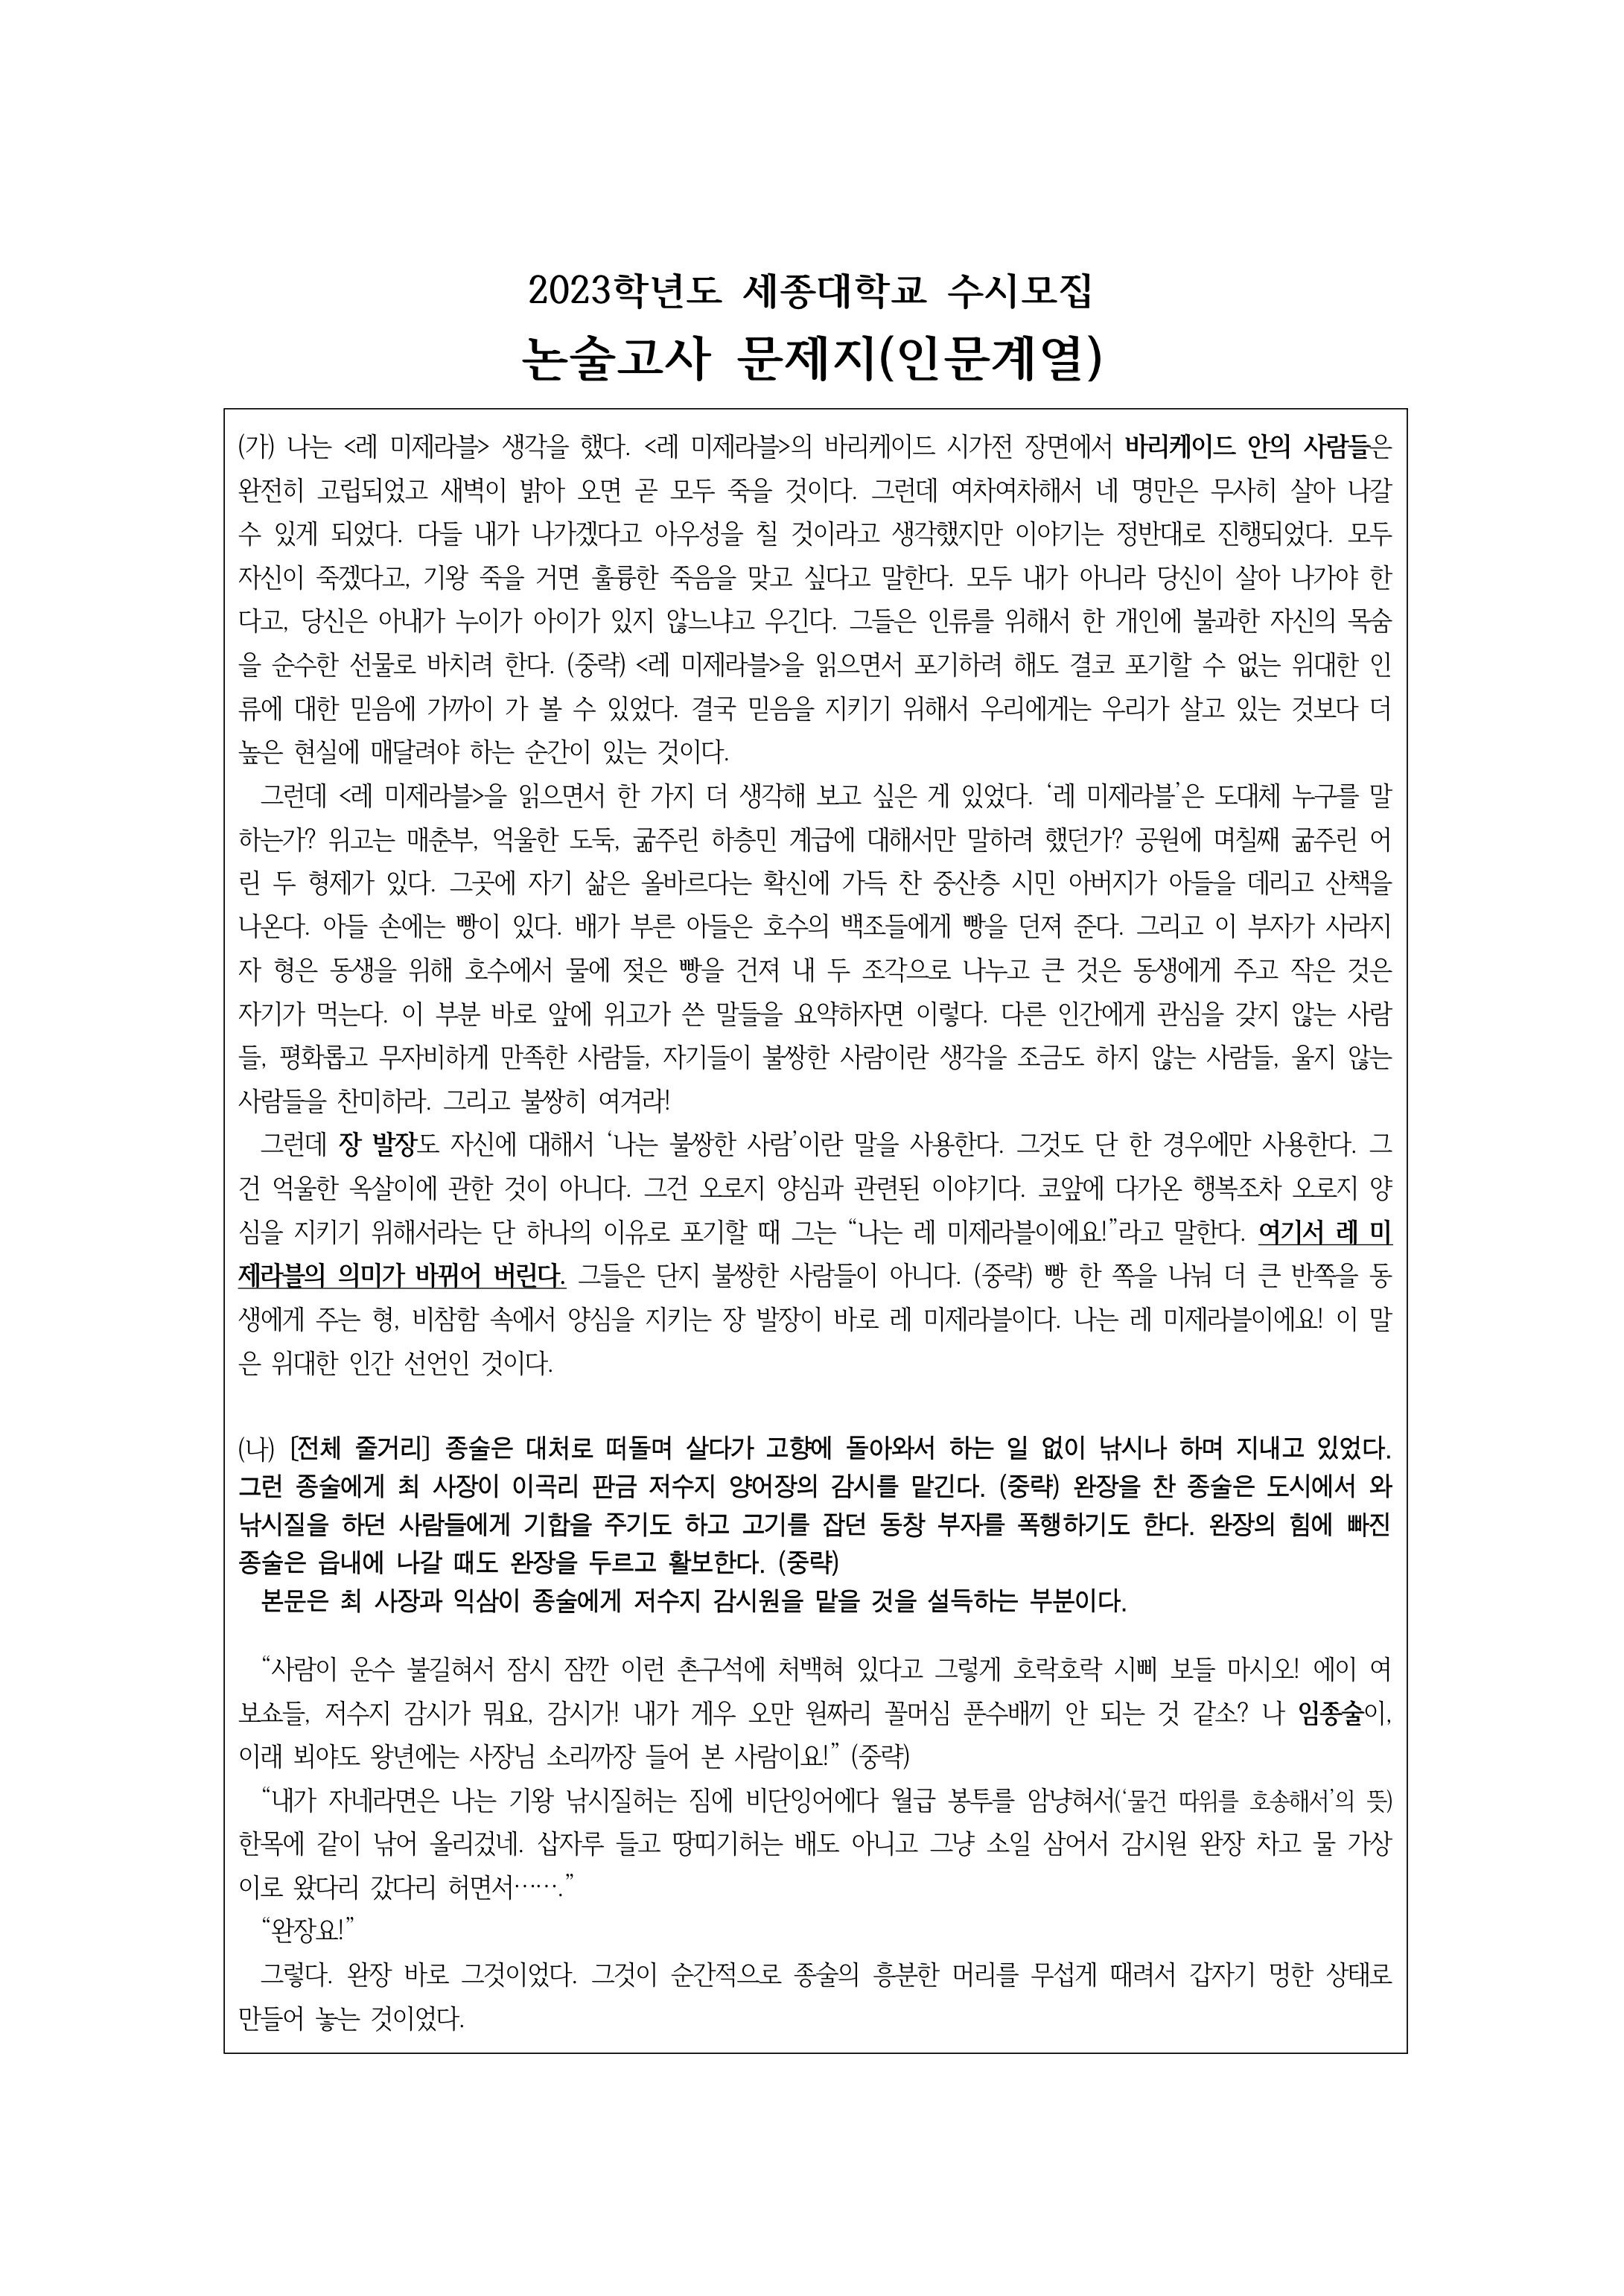 2023학년도 세종대학교 수시모집
논술고사 문제지(인문계열)
(가) 나는 <레 미제라블> 생각을 했다. <레 미제라블>의 바리케이드 시가전 장면에서 바리케이드 안의 사람들은
완전히 고립되었고 새벽이 밝아 오면 곧 모두 죽을 것이다. 그런데 여차여차해서 네 명만은 무사히 살아 나갈
수 있게 되었다. 다들 내가 나가겠다고 아우성을 칠 것이라고 생각했지만 이야기는 정반대로 진행되었다. 모두
자신이 죽겠다고, 기왕 죽을 거면 훌륭한 죽음을 맞고 싶다고 말한다. 모두 내가 아니라 당신이 살아 나가야 한
다고, 당신은 아내가 누이가 아이가 있지 않느냐고 우긴다. 그들은 인류를 위해서 한 개인에 불과한 자신의 목숨
을 순수한 선물로 바치려 한다. (중략) <레 미제라블>을 읽으면서 포기하려 해도 결코 포기할 수 없는 위대한 인
류에 대한 믿음에 가까이 가 볼 수 있었다. 결국 믿음을 지키기 위해서 우리에게는 우리가 살고 있는 것보다 더
높은 현실에 매달려야 하는 순간이 있는 것이다.
그런데 <레 미제라블>을 읽으면서 한 가지 더 생각해 보고 싶은 게 있었다. ‘레 미제라블’은 도대체 누구를 말
하는가? 위고는 매춘부, 억울한 도둑, 굶주린 하층민 계급에 대해서만 말하려 했던가? 공원에 며칠째 굶주린 어
린 두 형제가 있다. 그곳에 자기 삶은 올바르다는 확신에 가득 찬 중산층 시민 아버지가 아들을 데리고 산책을
나온다. 아들 손에는 빵이 있다. 배가 부른 아들은 호수의 백조들에게 빵을 던져 준다. 그리고 이 부자가 사라지
자 형은 동생을 위해 호수에서 물에 젖은 빵을 건져 내 두 조각으로 나누고 큰 것은 동생에게 주고 작은 것은
자기가 먹는다. 이 부분 바로 앞에 위고가 쓴 말들을 요약하자면 이렇다. 다른 인간에게 관심을 갖지 않는 사람
들, 평화롭고 무자비하게 만족한 사람들, 자기들이 불쌍한 사람이란 생각을 조금도 하지 않는 사람들, 울지 않는
사람들을 찬미하라. 그리고 불쌍히 여겨라!
그런데 장 발장도 자신에 대해서 ‘나는 불쌍한 사람’이란 말을 사용한다. 그것도 단 한 경우에만 사용한다. 그
건 억울한 옥살이에 관한 것이 아니다. 그건 오로지 양심과 관련된 이야기다. 코앞에 다가온 행복조차 오로지 양
심을 지키기 위해서라는 단 하나의 이유로 포기할 때 그는 “나는 레 미제라블이에요!”라고 말한다. 여기서 레 미
제라블의 의미가 바뀌어 버린다. 그들은 단지 불쌍한 사람들이 아니다. (중략) 빵 한 쪽을 나눠 더 큰 반쪽을 동
생에게 주는 형, 비참함 속에서 양심을 지키는 장 발장이 바로 레 미제라블이다. 나는 레 미제라블이에요! 이 말
은 위대한 인간 선언인 것이다.
(나) [전체 줄거리] 종술은 대처로 떠돌며 살다가 고향에 돌아와서 하는 일 없이 낚시나 하며 지내고 있었다.
그런 종술에게 최 사장이 이곡리 판금 저수지 양어장의 감시를 맡긴다. (중략) 완장을 찬 종술은 도시에서 와
낚시질을 하던 사람들에게 기합을 주기도 하고 고기를 잡던 동창 부자를 폭행하기도 한다. 완장의 힘에 빠진
종술은 읍내에 나갈 때도 완장을 두르고 활보한다. (중략)
본문은 최 사장과 익삼이 종술에게 저수지 감시원을 맡을 것을 설득하는 부분이다.
“사람이 운수 불길혀서 잠시 잠깐 이런 촌구석에 처백혀 있다고 그렇게 호락호락 시삐 보들 마시오! 에이 여
보쇼들, 저수지 감시가 뭐요, 감시가! 내가 게우 오만 원짜리 꼴머심 푼수배끼 안 되는 것 같소? 나 임종술이,
이래 뵈야도 왕년에는 사장님 소리까장 들어 본 사람이요!” (중략)
“내가 자네라면은 나는 기왕 낚시질허는 짐에 비단잉어에다 월급 봉투를 암냥혀서(‘물건 따위를 호송해서’의 뜻)
한목에 같이 낚어 올리겄네. 삽자루 들고 땅띠기허는 배도 아니고 그냥 소일 삼어서 감시원 완장 차고 물 가상
이로 왔다리 갔다리 허면서…….”
“완장요!”
그렇다. 완장 바로 그것이었다. 그것이 순간적으로 종술의 흥분한 머리를 무섭게 때려서 갑자기 멍한 상태로
만들어 놓는 것이었다.